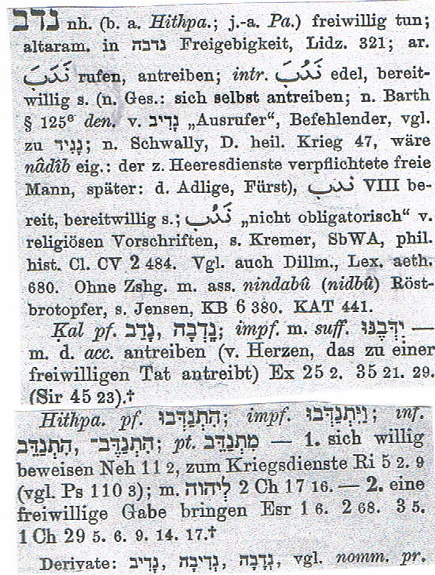 נדב nh. (b. a. Hithpa.; j.-a. Pa.) freiwillig tun;
altaram. in נדבה Freigebigkeit, Lidz. 321; ar.
نَدَبَ rufen, antreiben; intr. نَدُبَ edel, bereit-
willig s. (n. Ges.: sich selbst antreiben; n. Barth
§ 125e den. v. נָדִיב „Ausrufer“, Befehlender, vgl.
zu נָגִיד; n. Schwally, D. heil. Krieg 47, wäre
nâdîb eig.: der z. Heeresdienste verpflichtete freie
Mann, später: d. Adlige, Fürst), ندب VIII be-
reit, bereitwillig s.; نَدُبَ „nicht obligatorisch“ v.
religiösen Vorschriften, s. Kremer, SbWA, phil.
hist. Cl. CV 2 484. Vgl. auch Dillm., Lex. aeth.
680. Ohne Zshg. m. ass. nindabû (nidbû) Röst-
brotopfer, s. Jensen, KB 6 380. KAT 441.
Kal pf. נָדַב, נָדְבָה; impf. m. suff. יִדְּבֶנּוּ —
m. d. acc. antreiben (v. Herzen, das zu einer
freiwilligen Tat antreibt) Ex 25 2. 35 21. 29.
(Sir 45 23).†
Hithpa. pf. הִתְנַדְּבוּ; impf. וַיִּתְנַדְּבוּ; inf.
הִתְנַדֵּב, הִתְנַדֶּב־; pt. מִתְנַדֵּב — 1. sich willig
beweisen Neh 11 2, zum Kriegsdienste Ri 5 2. 9
(vgl. Ps 110 3); m. לַיהוה 2 Ch 17 16. — 2. eine
freiwillige Gabe bringen Esr 1 6. 2 68. 3 5.
1 Ch 29 5. 6. 9. 14. 17.†
Derivate: נְדָבָה, נְדִיבָה, נָדִיב, vgl. nomm. pr.